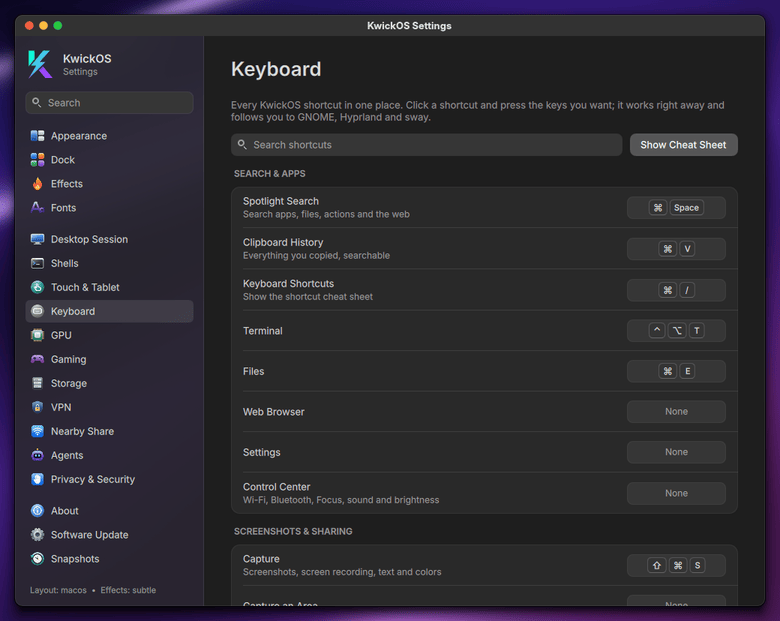 KwickOS Settings
KwickOS
Settings
Search
Appearance
Dock
Effects
Fonts
Desktop Session
Shells
Touch & Tablet
Keyboard
GPU
Gaming
Storage
VPN
Nearby Share
Agents
Privacy & Security
About
Software Update
Snapshots
Layout: macos • Effects: subtle
Keyboard
Every KwickOS shortcut in one place. Click a shortcut and press the keys you want; it works right away and
follows you to GNOME, Hyprland and sway.
Search shortcuts
Show Cheat Sheet
SEARCH & APPS
Spotlight Search
Search apps, files, actions and the web
⌘ Space
Clipboard History
Everything you copied, searchable
⌘ V
Keyboard Shortcuts
Show the shortcut cheat sheet
⌘ /
Terminal
^ ⌥ T
Files
⌘ E
Web Browser
None
Settings
None
Control Center
Wi-Fi, Bluetooth, Focus, sound and brightness
None
SCREENSHOTS & SHARING
Capture
Screenshots, screen recording, text and colors
⇧ ⌘ S
Capture an Area
None